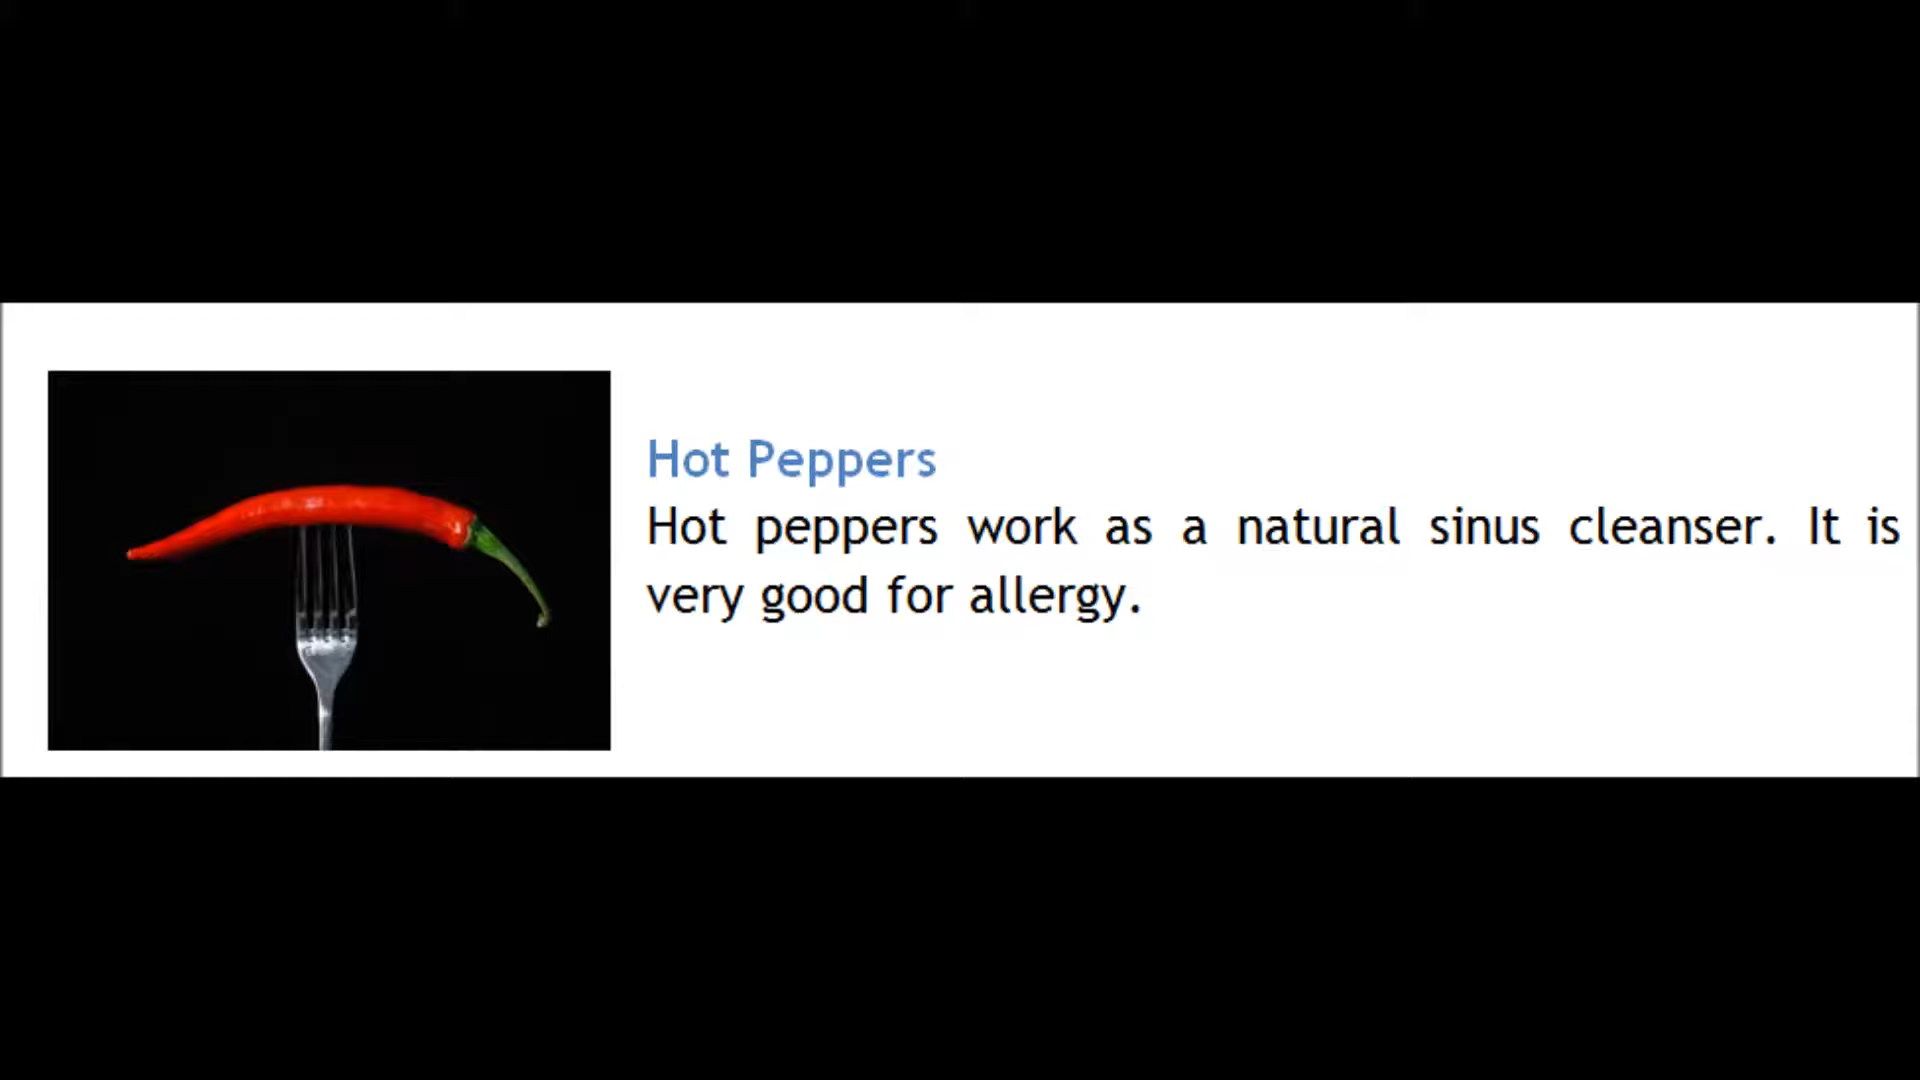 Hot Peppers
Hot peppers work as a natural sinus cleanser. It is
very good for allergy.